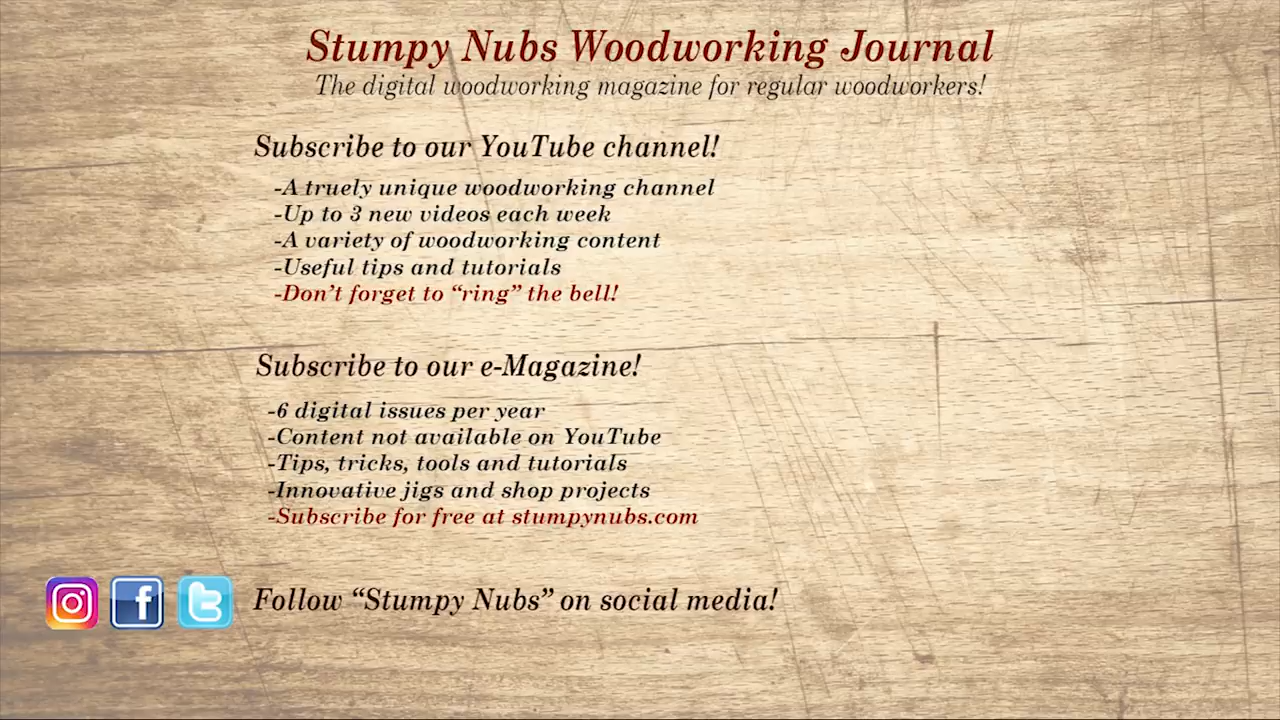 Stumpy Nubs Woodworking Journal
The digital woodworking magazine for regular woodworkers!
Subscribe to our YouTube channel!
-A truely unique woodworking channel
-Up to 3 new videos each week
-A variety of woodworking content
-Useful tips and tutorials
-Don't forget to “ring” the bell!
Subscribe to our e-Magazine!
-6 digital issues per year
-Content not available on YouTube
-Tips, tricks, tools and tutorials
-Innovative jigs and shop projects
-Subscribe for free at stumpynubs.com
Follow “Stumpy Nubs” on social media!